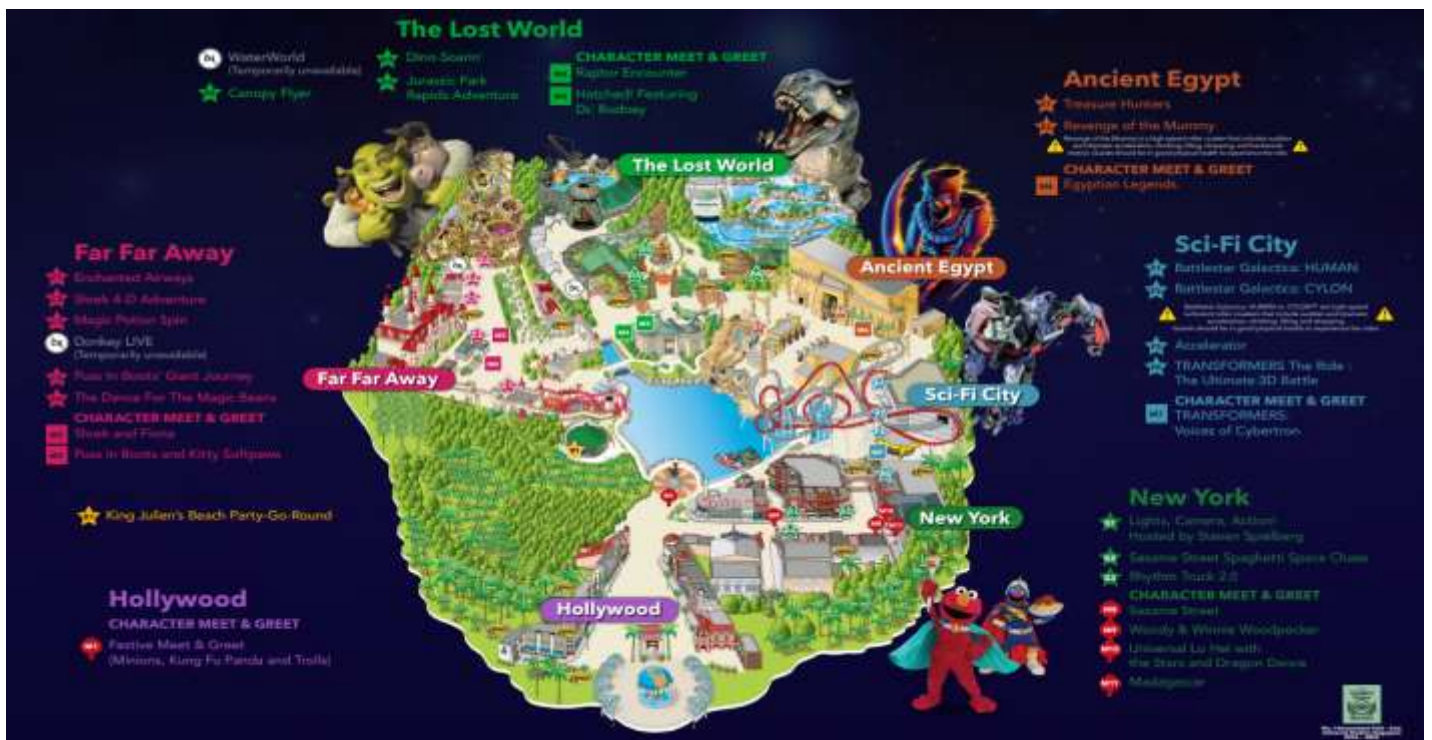 The Lost World
WaterWorld
(Temporarily unavailable)
Canopy Flyer
Dino-Soarin'
Jurassic Park
Rapids Adventure
CHARACTER MEET & GREET
Raptor Encounter
Hatched! Featuring
Dr. Rodney
Ancient Egypt
Treasure Hunters
Revenge of the Mummy
CHARACTER MEET & GREET
Egyptian Legends
The Lost World
Ancient Egypt
Far Far Away
Enchanted Airways
Shrek 4-D Adventure
Magic Potion Spin
Donkey LIVE
(Temporarily unavailable)
Puss In Boots' Giant Journey
The Dance For The Magic Beans
CHARACTER MEET & GREET
Shrek and Fiona
Puss in Boots and Kitty Softpaws
Sci-Fi City
Battlestar Galactica: HUMAN
Battlestar Galactica: CYLON
Accelerator
TRANSFORMERS The Ride :
The Ultimate 3D Battle
CHARACTER MEET & GREET
TRANSFORMERS:
Voices of Cybertron
Far Far Away
Sci-Fi City
King Julien's Beach Party-Go-Round
New York
Lights, Camera, Action!
Hosted by Steven Spielberg
Sesame Street Spaghetti Space Chase
Rhythm Truck 2.0
CHARACTER MEET & GREET
Sesame Street
Woody & Winnie Woodpecker
Universal Lo Hei with
the Stars and Dragon Dance
Madagascar
New York
Hollywood
CHARACTER MEET & GREET
Festive Meet & Greet
(Minions, Kung Fu Panda and Trolls)
Hollywood